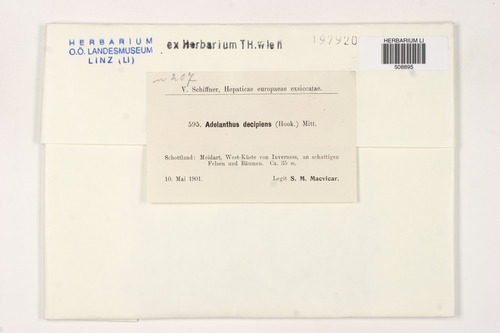 HERBARIUM
O.Ö. LANDESMUSEUM
LINZ (LI)
ex Herbarium TH. Wien
197920
HERBARIUM LI
508895
207
V. Schiffner, Hepaticae europaeae exsiccatae.
595. Adelanthus decipiens (Hook.) Mitt.
Schottland: Moidart, West-Küste von Inverness, an schattigen
Felsen und Bäumen. Ca. 35 m.
10. Mai 1901. Legit S. M. Macvicar.